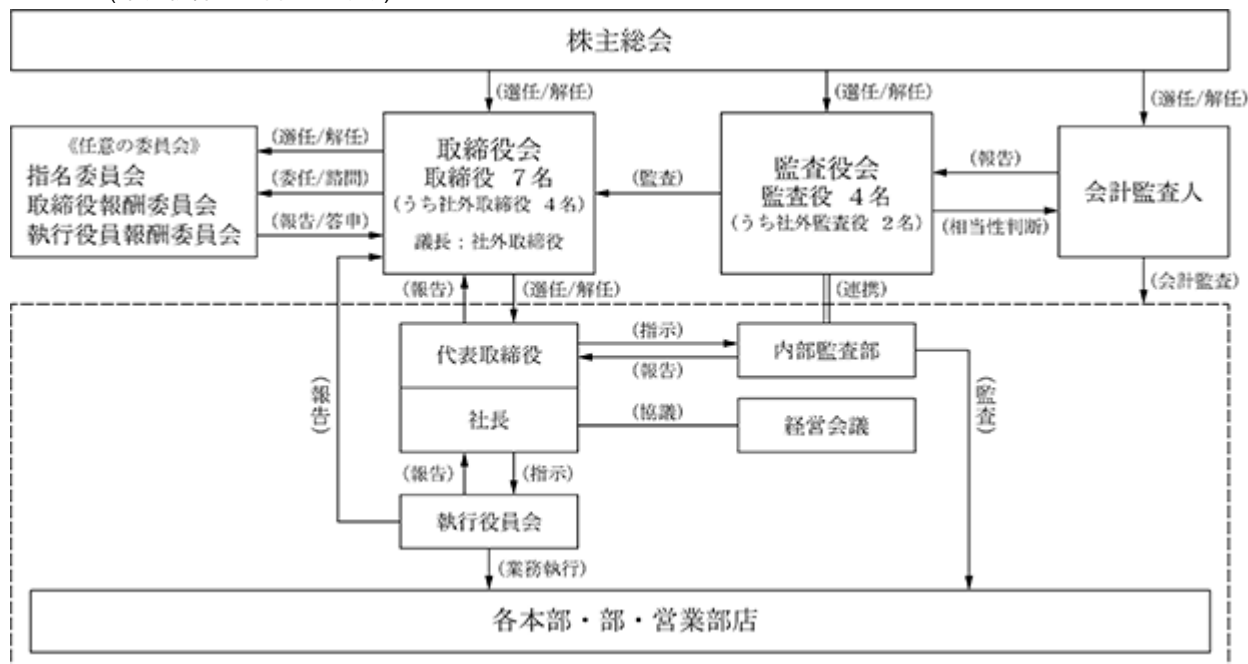 株主総会
(選任/解任)
(選任/解任)
(選任/解任)
《任意の委員会》
指名委員会
取締役報酬委員会
執行役員報酬委員会
(選任/解任)
(委任/諮問)
(報告/答申)
取締役会
取締役 7名
(うち社外取締役 4名)
議長：社外取締役
(監査)
監査役会
監査役 4名
(うち社外監査役 2名)
(報告)
(相当性判断)
会計監査人
(報告)
(選任/解任)
(連携)
(会計監査)
代表取締役
社長
(指示)
(報告)
内部監査部
(協議)
経営会議
(報告)
(監査)
(報告)
(指示)
執行役員会
(業務執行)
各本部・部・営業部店